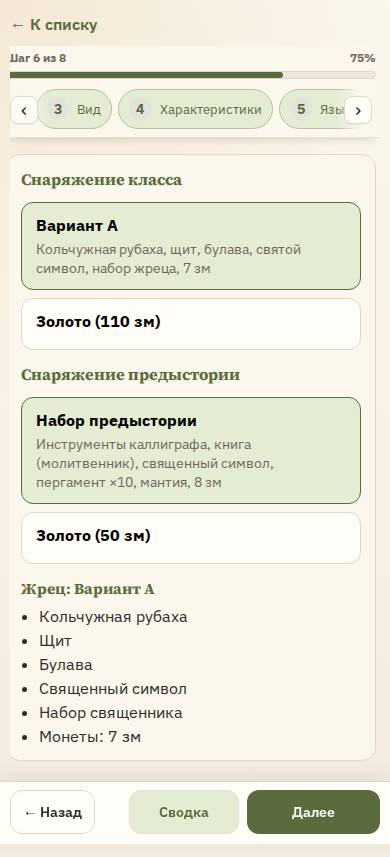 ← К списку
Шаг 6 из 8
75%
‹ 3 Вид 4 Характеристики 5 Язы ›
Снаряжение класса
Вариант A
Кольчужная рубаха, щит, булава, святой
символ, набор жреца, 7 зм
Золото (110 зм)
Снаряжение предыстории
Набор предыстории
Инструменты каллиграфа, книга
(молитвенник), священный символ,
пергамент ×10, мантия, 8 зм
Золото (50 зм)
Жрец: Вариант A
• Кольчужная рубаха
• Щит
• Булава
• Священный символ
• Набор священника
• Монеты: 7 зм
← Назад Сводка Далее